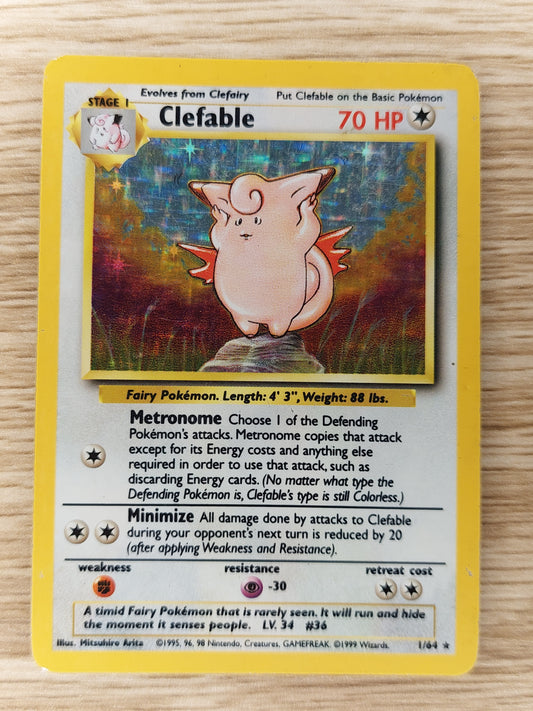 STAGE 1 Evolves from Clefairy Put Clefable on the Basic Pokémon
Clefable 70 HP
Fairy Pokémon. Length: 4' 3", Weight: 88 lbs.
Metronome Choose 1 of the Defending
Pokémon's attacks. Metronome copies that attack
except for its Energy costs and anything else
required in order to use that attack, such as
discarding Energy cards. (No matter what type the
Defending Pokémon is, Clefable's type is still Colorless.)
Minimize All damage done by attacks to Clefable
during your opponent's next turn is reduced by 20
(after applying Weakness and Resistance).
weakness resistance retreat cost
-30
A timid Fairy Pokémon that is rarely seen. It will run and hide
the moment it senses people. LV. 34 #36
Illus. Mitsuhiro Arita ©1995, 96, 98 Nintendo, Creatures, GAMEFREAK. ©1999 Wizards. 1/64 ★